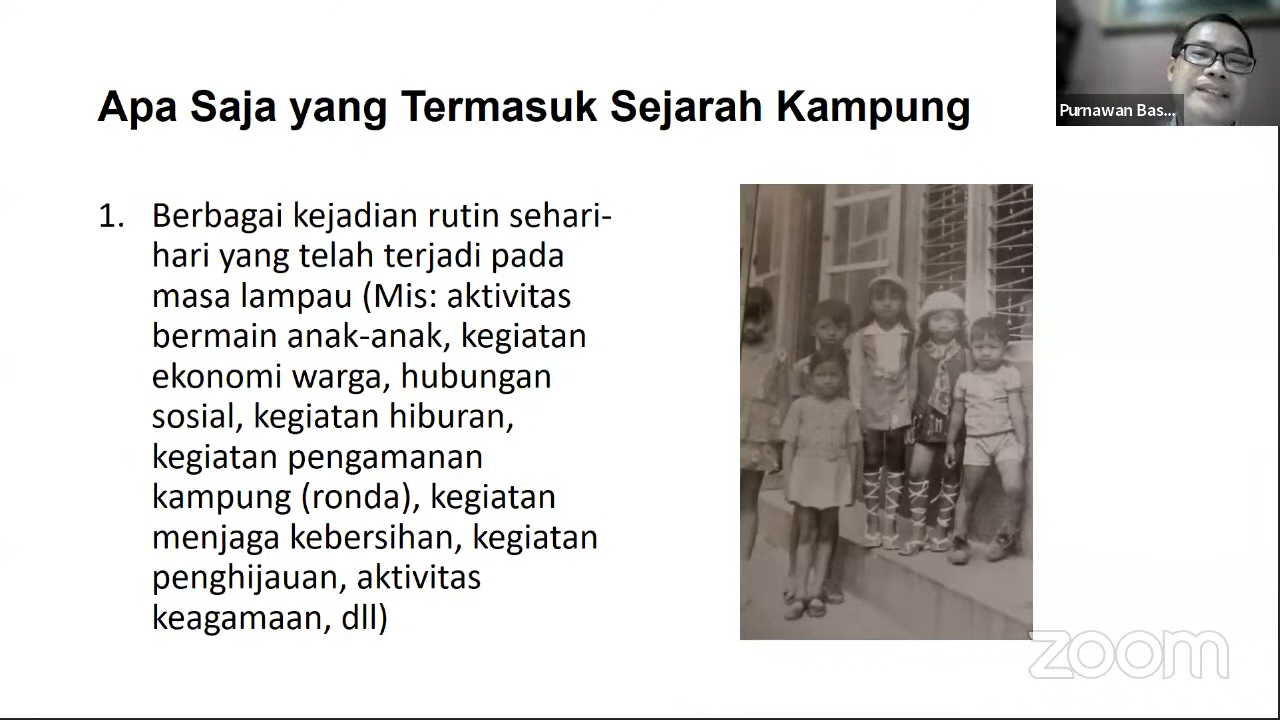 Apa Saja yang Termasuk Sejarah Kampung
Purnawan Bas...
1. Berbagai kejadian rutin sehari-
hari yang telah terjadi pada
masa lampau (Mis: aktivitas
bermain anak-anak, kegiatan
ekonomi warga, hubungan
sosial, kegiatan hiburan,
kegiatan pengamanan
kampung (ronda), kegiatan
menjaga kebersihan, kegiatan
penghijauan, aktivitas
keagamaan, dll)
zoom